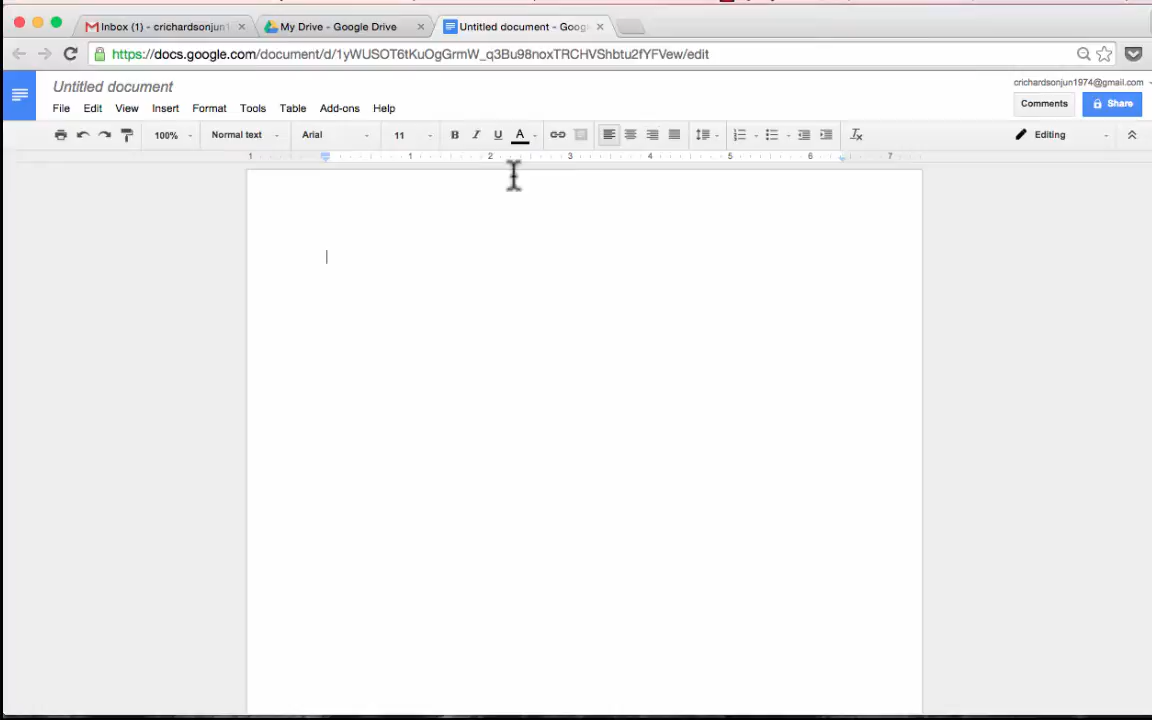 Inbox (1) - crichardsonjun1
My Drive - Google Drive
Untitled document - Goog
https://docs.google.com/document/d/1yWUSOT6tKuOgGrmW_q3Bu98noxTRCHVShbtu2fYFVew/edit
Untitled document
crichardsonjun1974@gmail.com
File Edit View Insert Format Tools Table Add-ons Help
Comments Share
100% Normal text Arial 11 B I U A Editing
1 1 2 3 4 5 6 7